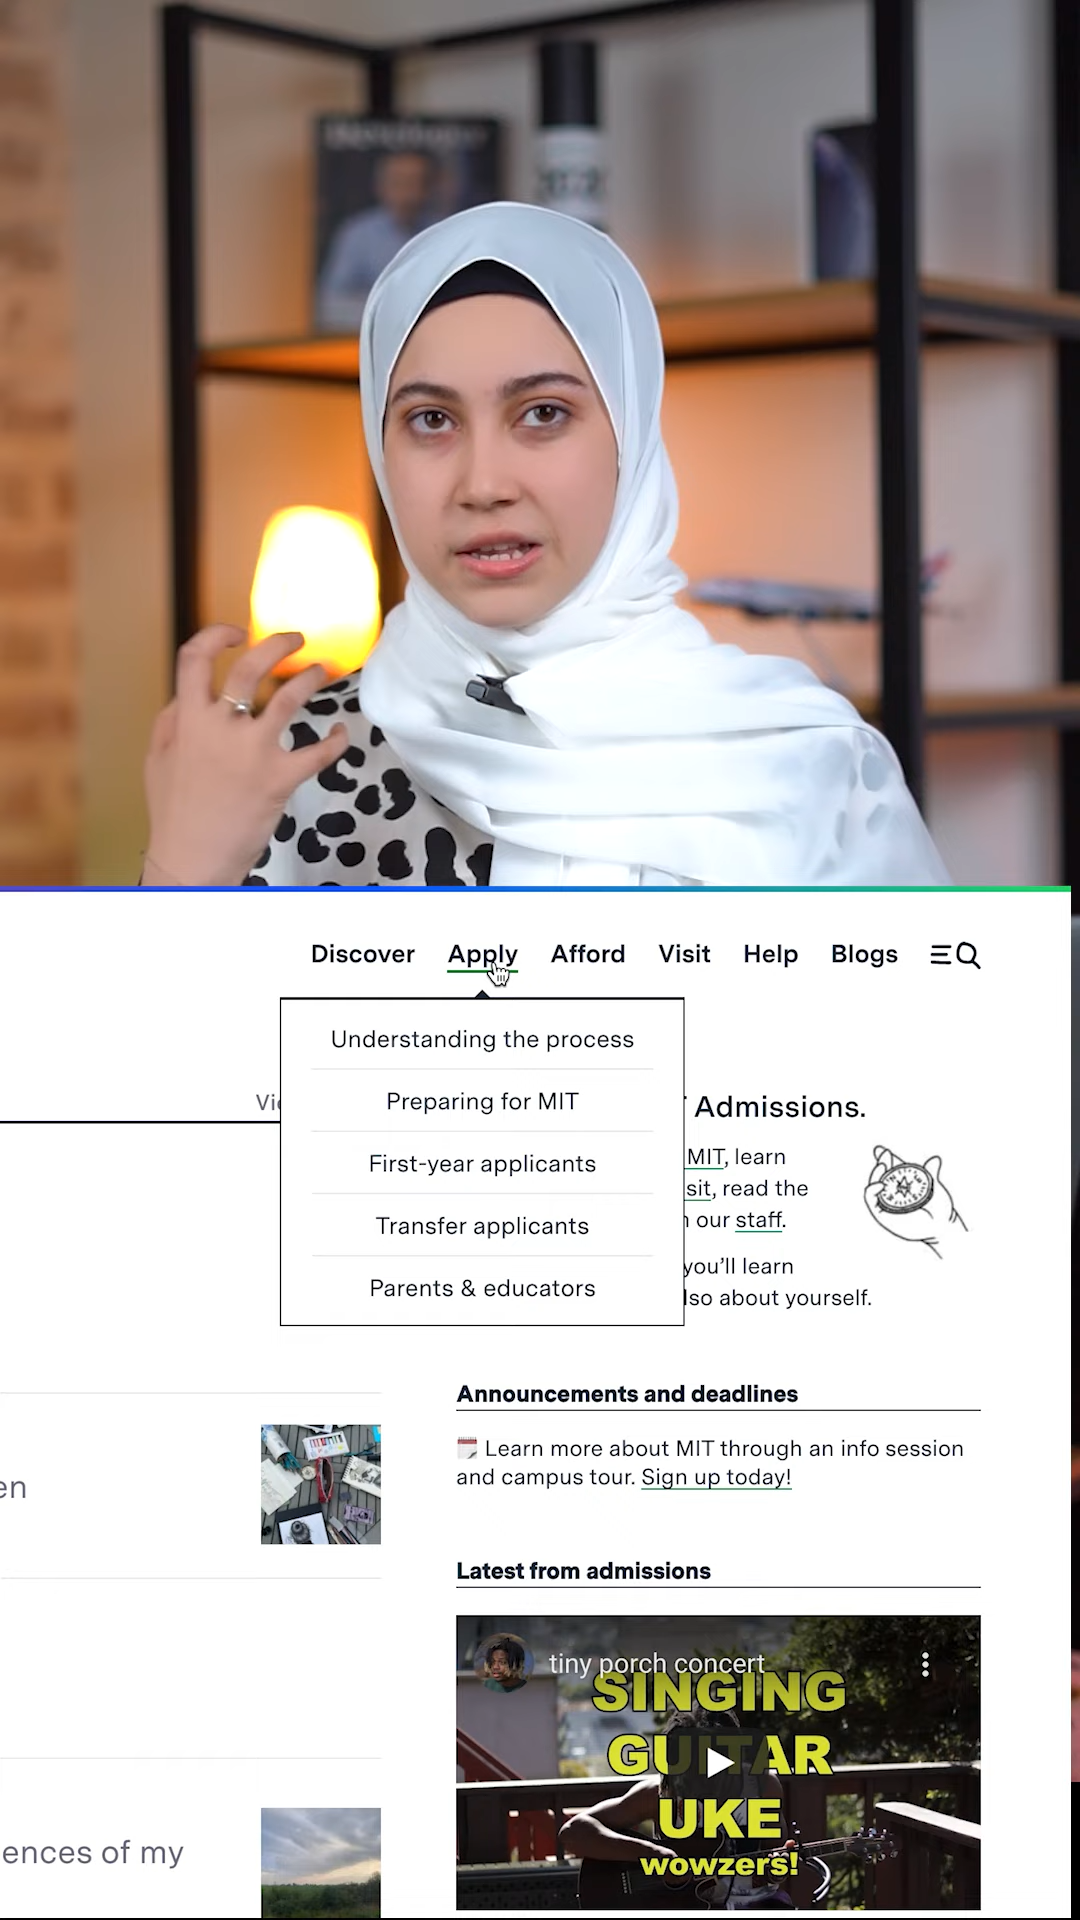 Discover Apply Afford Visit Help Blogs
Understanding the process
Preparing for MIT
First-year applicants
Transfer applicants
Parents & educators
Admissions.
MIT, learn
sit, read the
our staff.
you'll learn
lso about yourself.
Announcements and deadlines
Learn more about MIT through an info session
and campus tour. Sign up today!
en
Latest from admissions
tiny porch concert
SINGING
GUITAR
UKE
wowzers!
ences of my